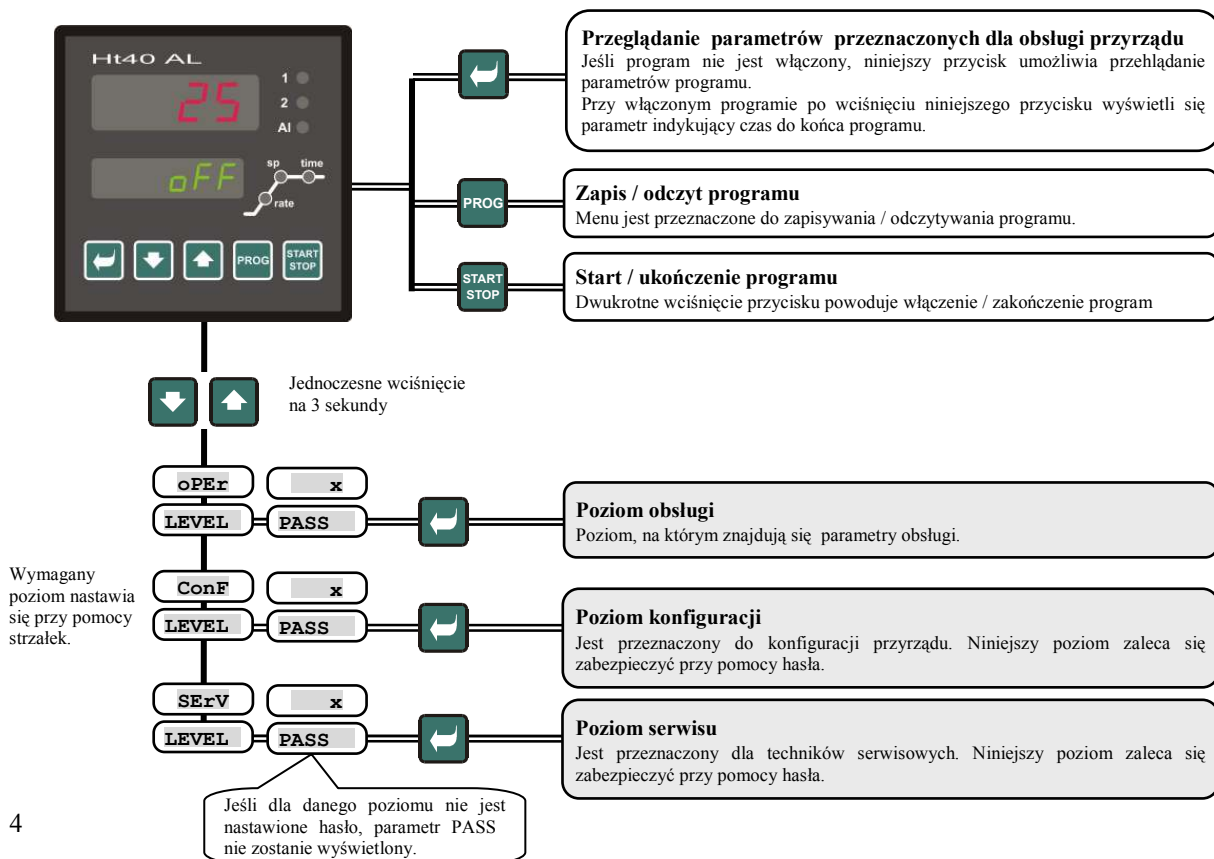 Ht40 AL
25
1
2
Al
oFF
sp time
rate
PROG
START
STOP
Przeglądanie parametrów przeznaczonych dla obsługi przyrządu
Jeśli program nie jest włączony, niniejszy przycisk umożliwia przehlądanie
parametrów programu.
Przy włączonym programie po wciśnięciu niniejszego przycisku wyświetli się
parametr indykujący czas do końca programu.
PROG
Zapis / odczyt programu
Menu jest przeznaczone do zapisywania / odczytywania programu.
START
STOP
Start / ukończenie programu
Dwukrotne wciśnięcie przycisku powoduje włączenie / zakończenie program
Jednoczesne wciśnięcie
na 3 sekundy
Wymagany
poziom nastawia
się przy pomocy
strzałek.
oPEr x
LEVEL PASS
Poziom obsługi
Poziom, na którym znajdują się parametry obsługi.
ConF x
LEVEL PASS
Poziom konfiguracji
Jest przeznaczony do konfiguracji przyrządu. Niniejszy poziom zaleca się
zabezpieczyć przy pomocy hasła.
SErV x
LEVEL PASS
Poziom serwisu
Jest przeznaczony dla techników serwisowych. Niniejszy poziom zaleca się
zabezpieczyć przy pomocy hasła.
Jeśli dla danego poziomu nie jest
nastawione hasło, parametr PASS
nie zostanie wyświetlony.
4